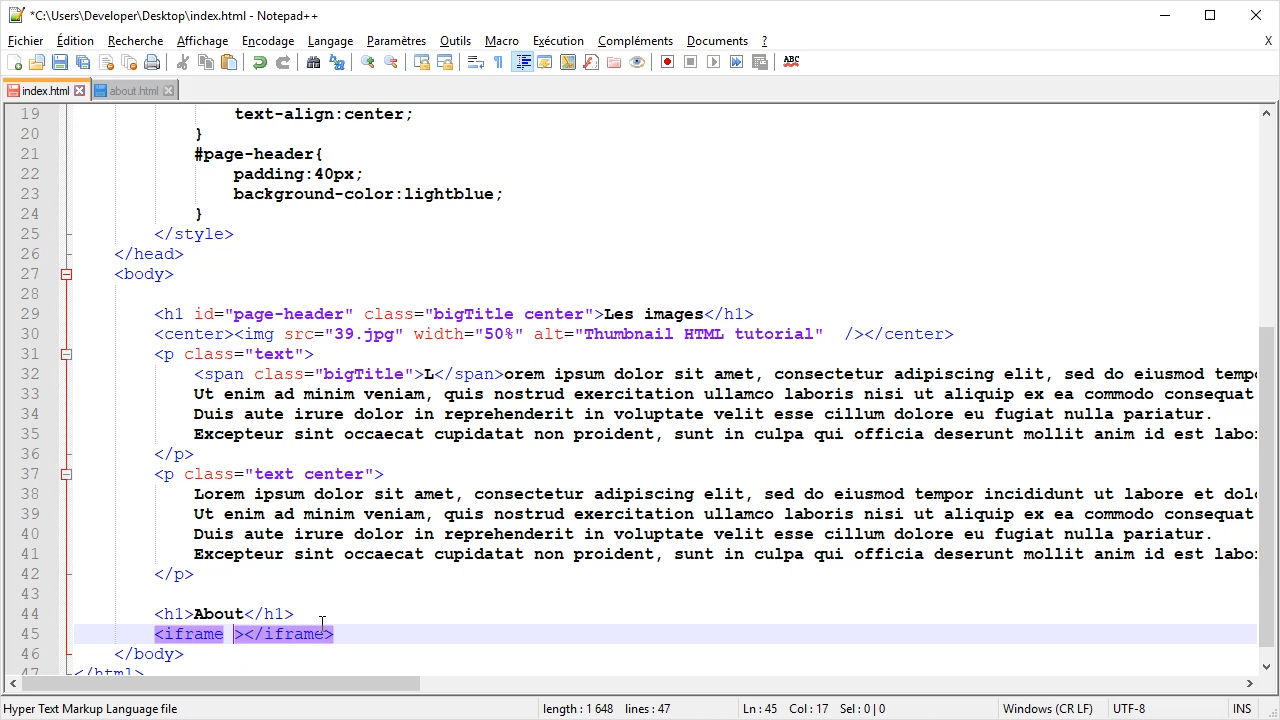 *C:\Users\Developer\Desktop\index.html - Notepad++
Fichier Édition Recherche Affichage Encodage Langage Paramètres Outils Macro Exécution Compléments Documents ? X
ABC
index.html about.html
19 text-align:center;
20 }
21 #page-header{
22 padding:40px;
23 background-color:lightblue;
24 }
25 </style>
26 </head>
27 <body>
28
29 <h1 id="page-header" class="bigTitle center">Les images</h1>
30 <center><img src="39.jpg" width="50%" alt="Thumbnail HTML tutorial"  /></center>
31 <p class="text">
32 <span class="bigTitle">L</span>orem ipsum dolor sit amet, consectetur adipiscing elit, sed do eiusmod temp
33 Ut enim ad minim veniam, quis nostrud exercitation ullamco laboris nisi ut aliquip ex ea commodo consequat
34 Duis aute irure dolor in reprehenderit in voluptate velit esse cillum dolore eu fugiat nulla pariatur.
35 Excepteur sint occaecat cupidatat non proident, sunt in culpa qui officia deserunt mollit anim id est labo
36 </p>
37 <p class="text center">
38 Lorem ipsum dolor sit amet, consectetur adipiscing elit, sed do eiusmod tempor incididunt ut labore et dol
39 Ut enim ad minim veniam, quis nostrud exercitation ullamco laboris nisi ut aliquip ex ea commodo consequat
40 Duis aute irure dolor in reprehenderit in voluptate velit esse cillum dolore eu fugiat nulla pariatur.
41 Excepteur sint occaecat cupidatat non proident, sunt in culpa qui officia deserunt mollit anim id est labo
42 </p>
43
44 <h1>About</h1>
45 <iframe ></iframe>
46 </body>
47 </html>
Hyper Text Markup Language file length : 1 648 lines : 47 Ln : 45 Col : 17 Sel : 0 | 0 Windows (CR LF) UTF-8 INS